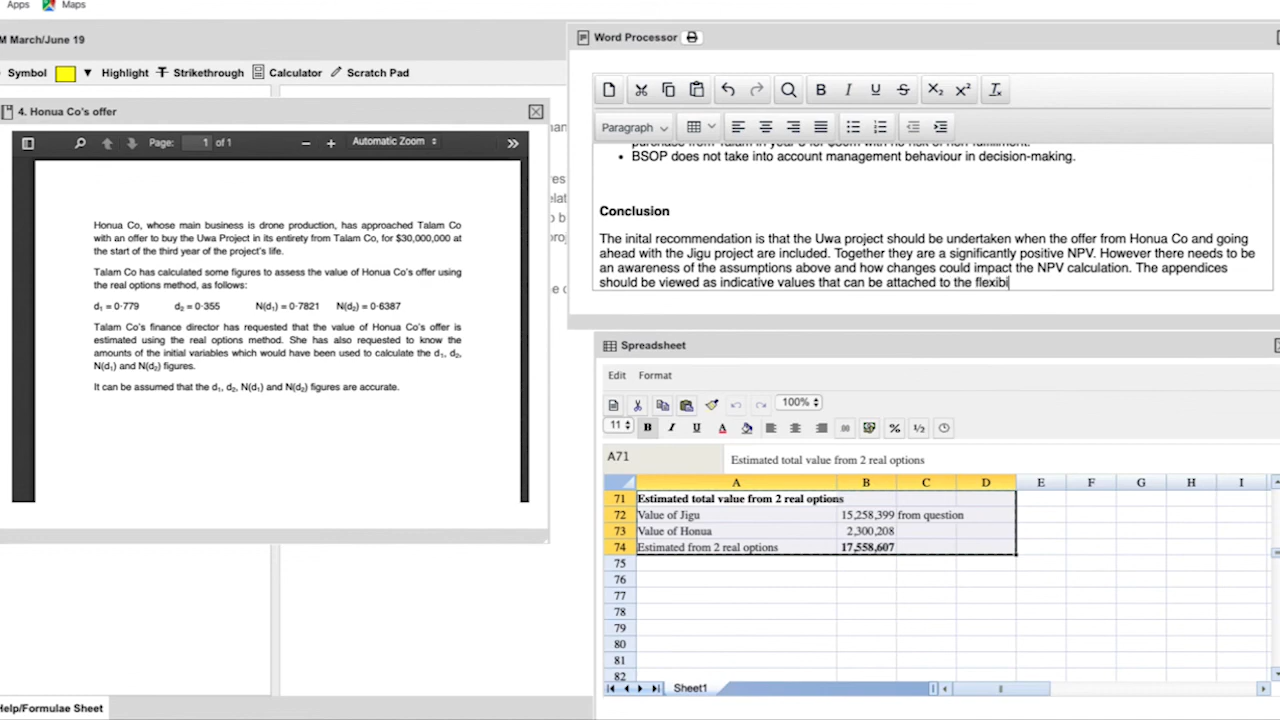 Apps Maps
M March/June 19
Symbol Highlight Strikethrough Calculator Scratch Pad
4. Honua Co's offer
Page: 1 of 1 Automatic Zoom
Honua Co, whose main business is drone production, has approached Talam Co
with an offer to buy the Uwa Project in its entirety from Talam Co, for $30,000,000 at
the start of the third year of the project's life.
Talam Co has calculated some figures to assess the value of Honua Co's offer using
the real options method, as follows:
d₁ = 0·779 d₂ = 0·355 N(d₁) = 0·7821 N(d₂) = 0·6387
Talam Co's finance director has requested that the value of Honua Co's offer is
estimated using the real options method. She has also requested to know the
amounts of the initial variables which would have been used to calculate the d₁, d₂,
N(d₁) and N(d₂) figures.
It can be assumed that the d₁, d₂, N(d₁) and N(d₂) figures are accurate.
Help/Formulae Sheet
Word Processor
B I U S X₂ X² Tx
Paragraph
• BSOP does not take into account management behaviour in decision-making.
Conclusion
The inital recommendation is that the Uwa project should be undertaken when the offer from Honua Co and going
ahead with the Jigu project are included. Together they are a significantly positive NPV. However there needs to be
an awareness of the assumptions above and how changes could impact the NPV calculation. The appendices
should be viewed as indicative values that can be attached to the flexibi
Spreadsheet
Edit Format
100%
11 B I U A % ½
A71 Estimated total value from 2 real options
A B C D E F G H I
71 Estimated total value from 2 real options
72 Value of Jigu 15,258,399 from question
73 Value of Honua 2,300,208
74 Estimated from 2 real options 17,558,607
75
76
77
78
79
80
81
82
Sheet1